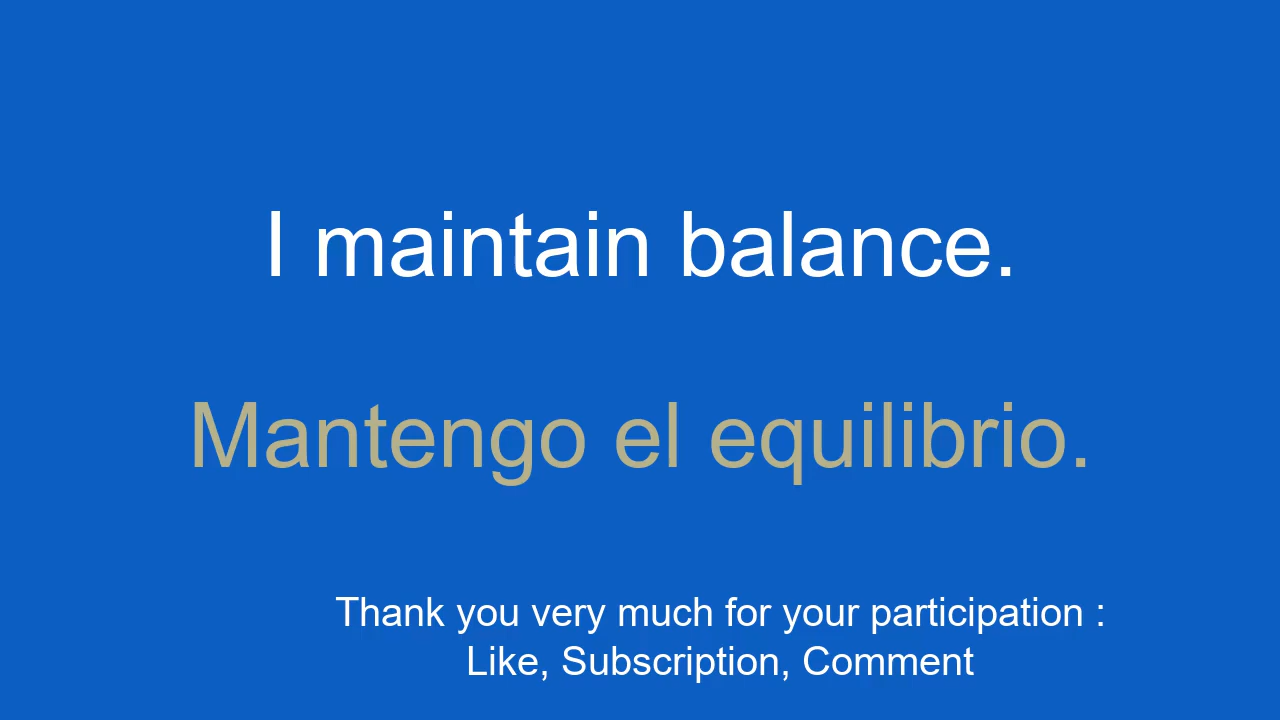 I maintain balance.
Mantengo el equilibrio.
Thank you very much for your participation :
Like, Subscription, Comment